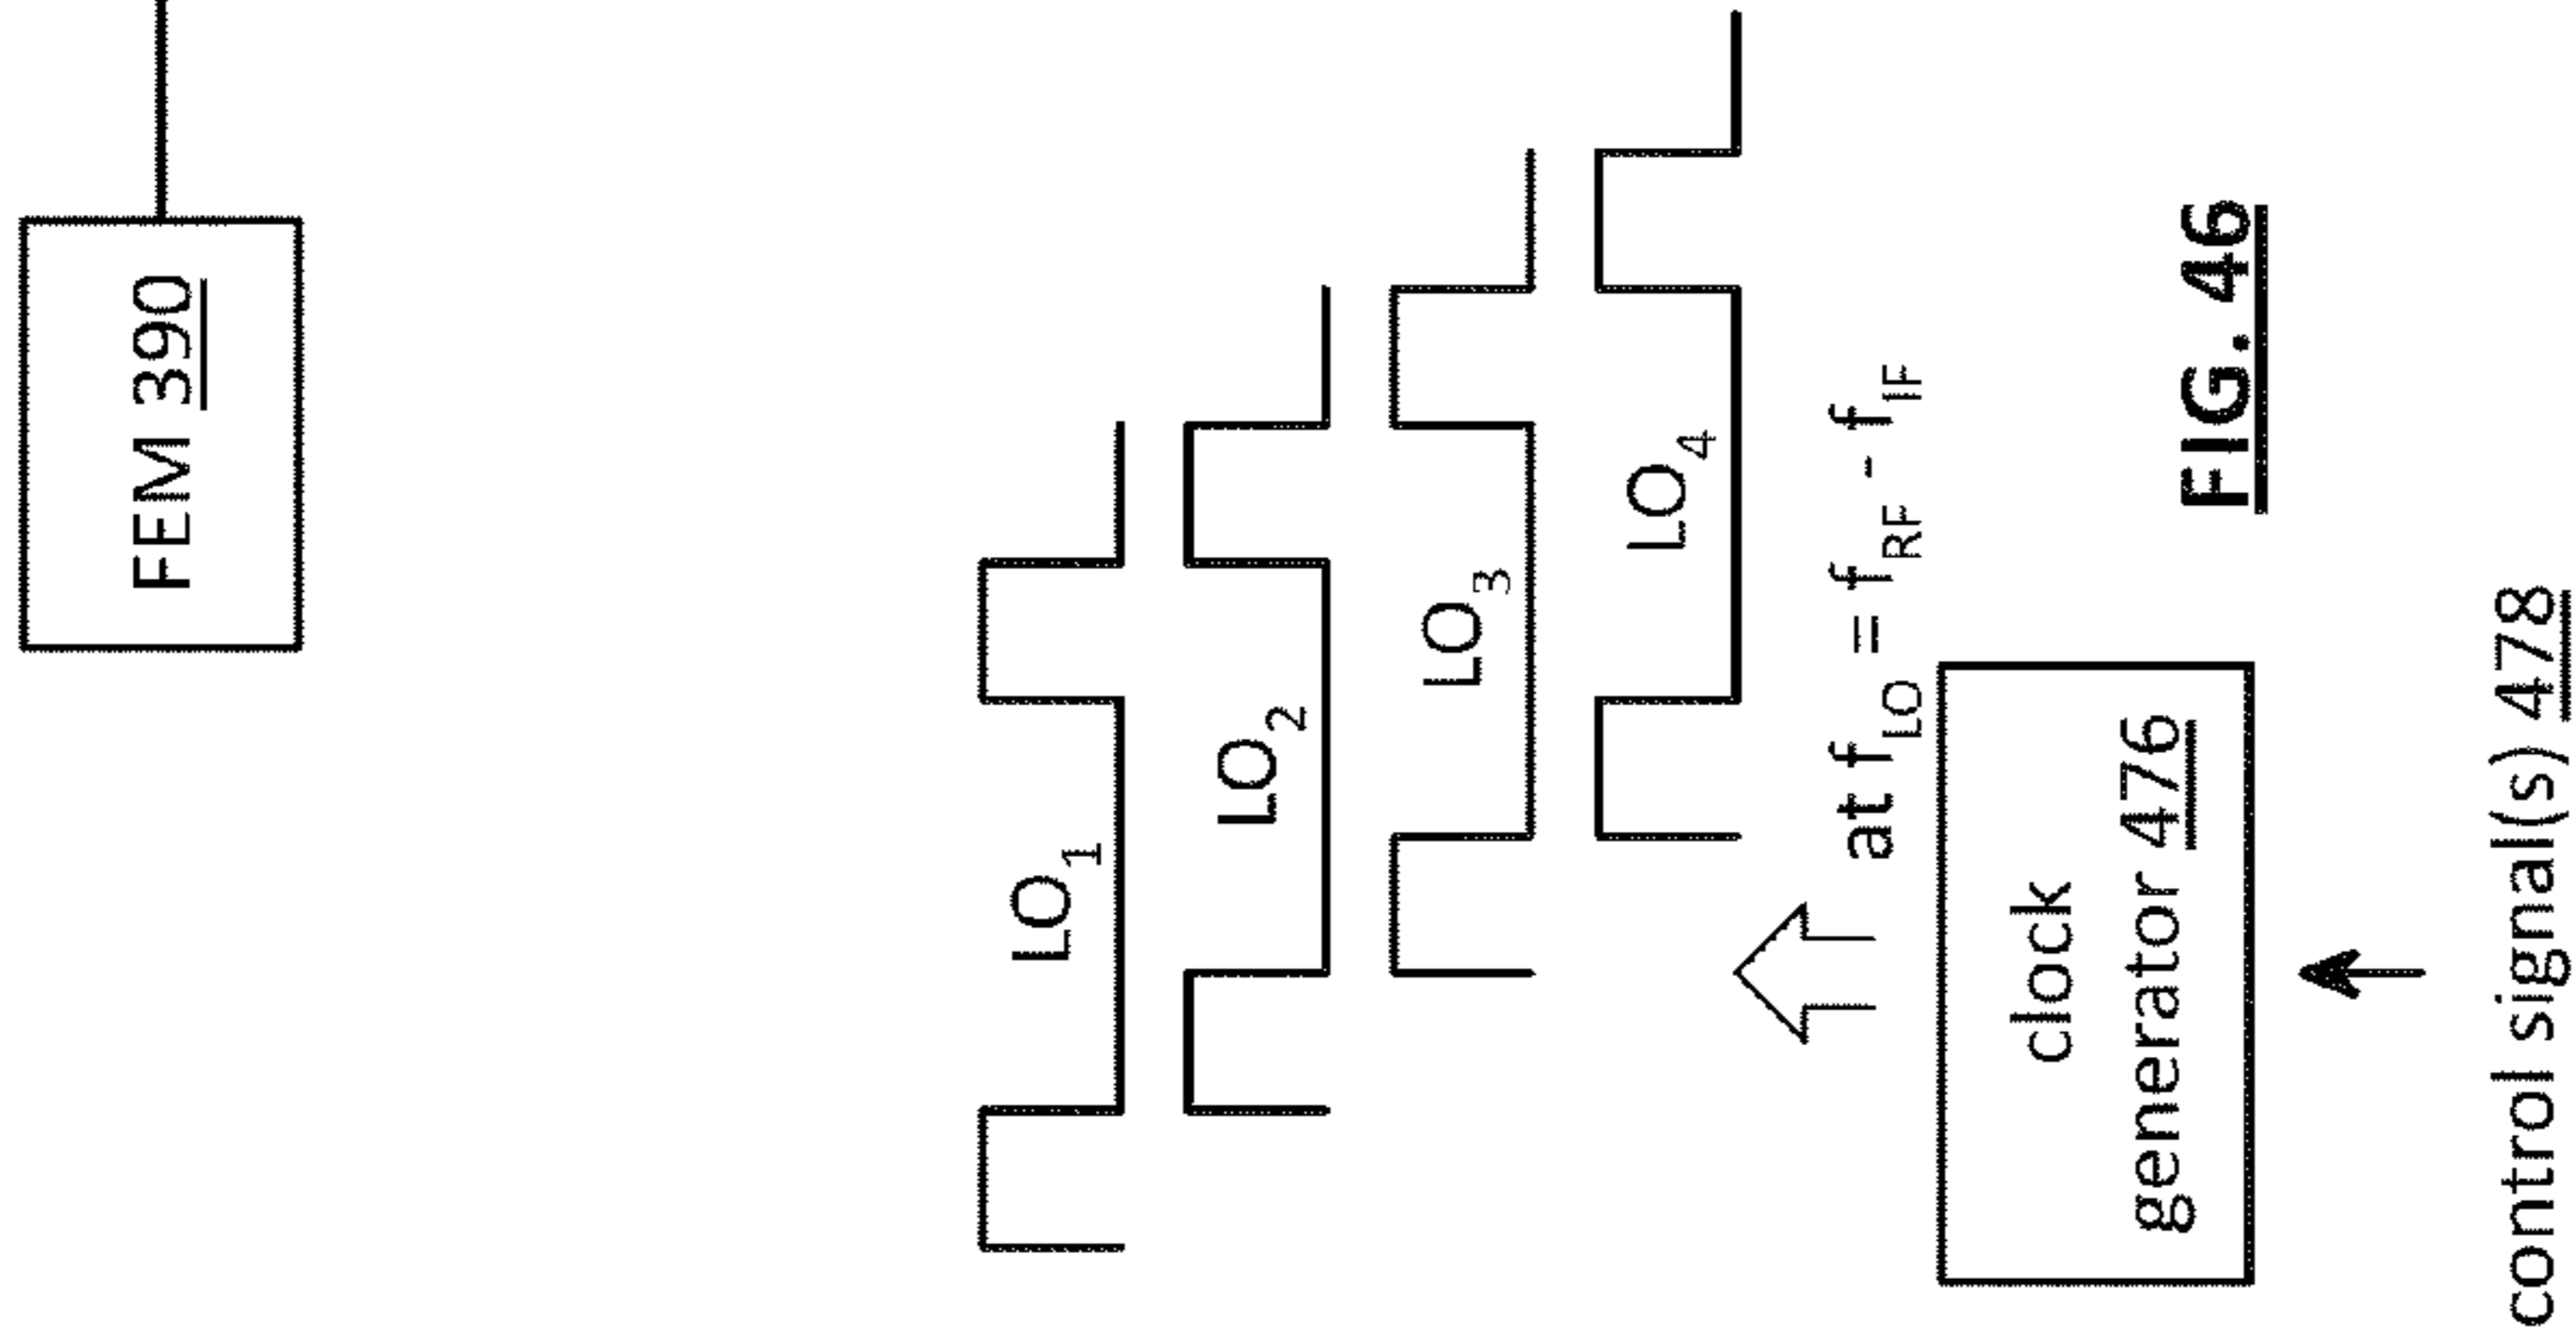 FEM 390
LO1
LO2
LO3
LO4
at fLO = fRF - fIF
clock
generator 476
control signal(s) 478
FIG. 46